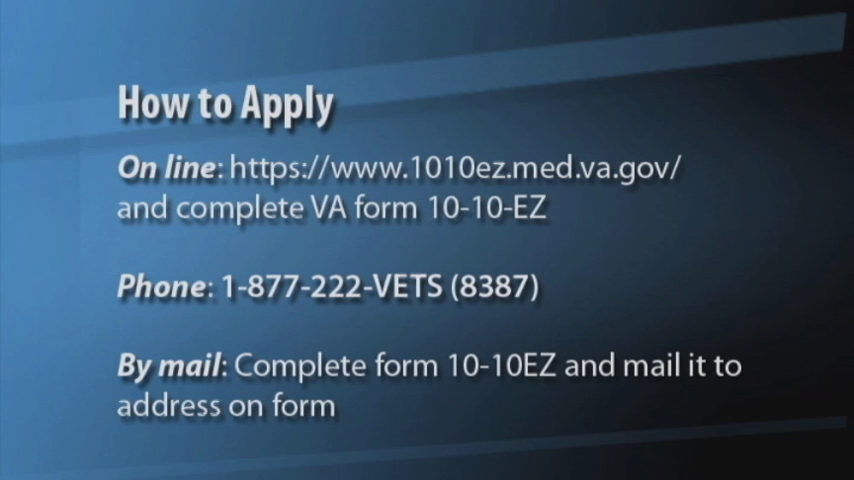 How to Apply
On line: https://www.1010ez.med.va.gov/
and complete VA form 10-10-EZ
Phone: 1-877-222-VETS (8387)
By mail: Complete form 10-10EZ and mail it to
address on form